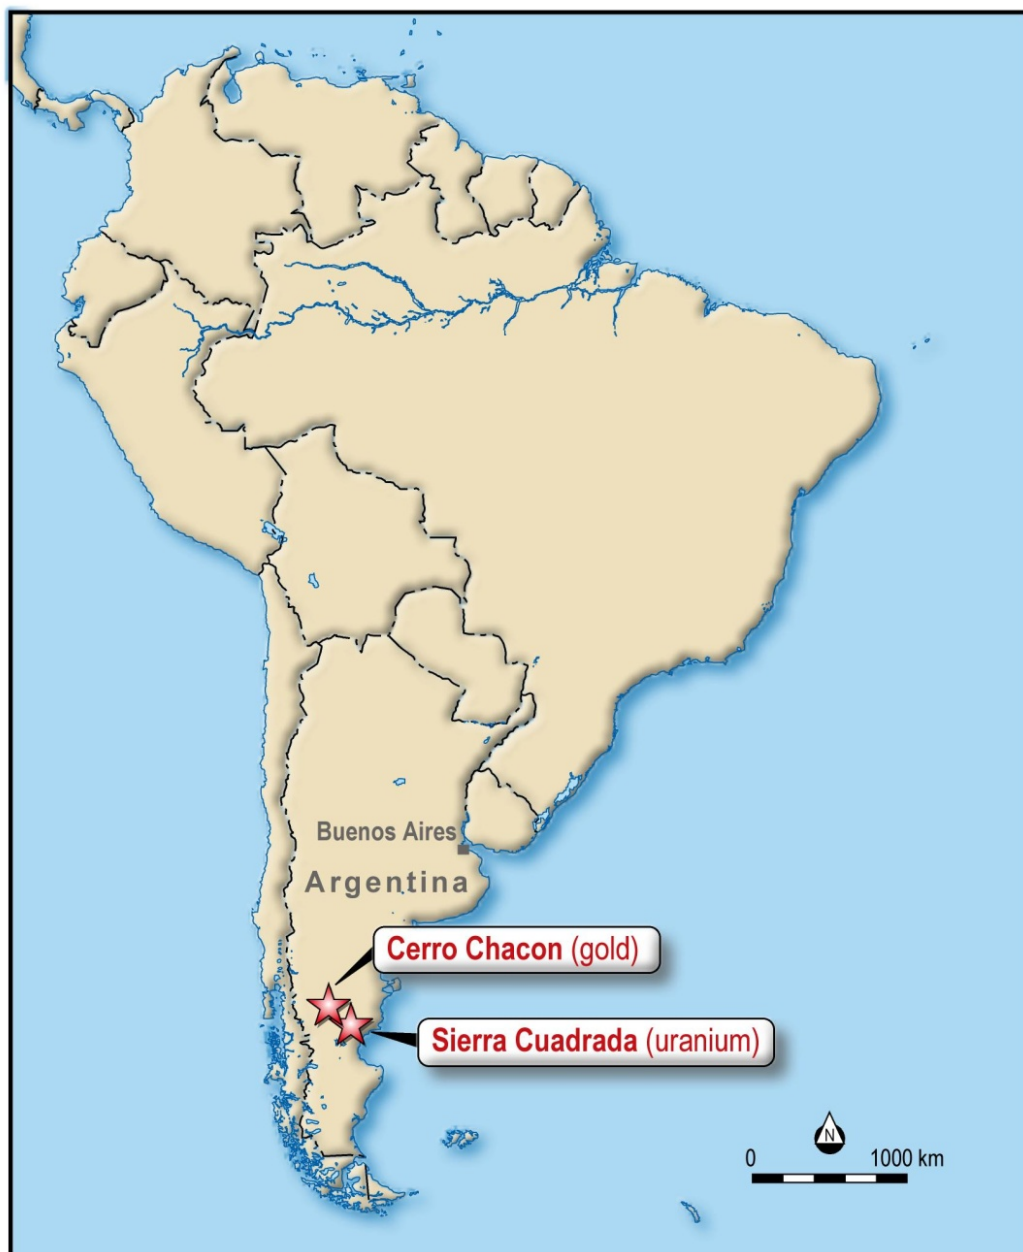 Buenos Aires
Argentina
Cerro Chacon (gold)
Sierra Cuadrada (uranium)
N
0 1000 km